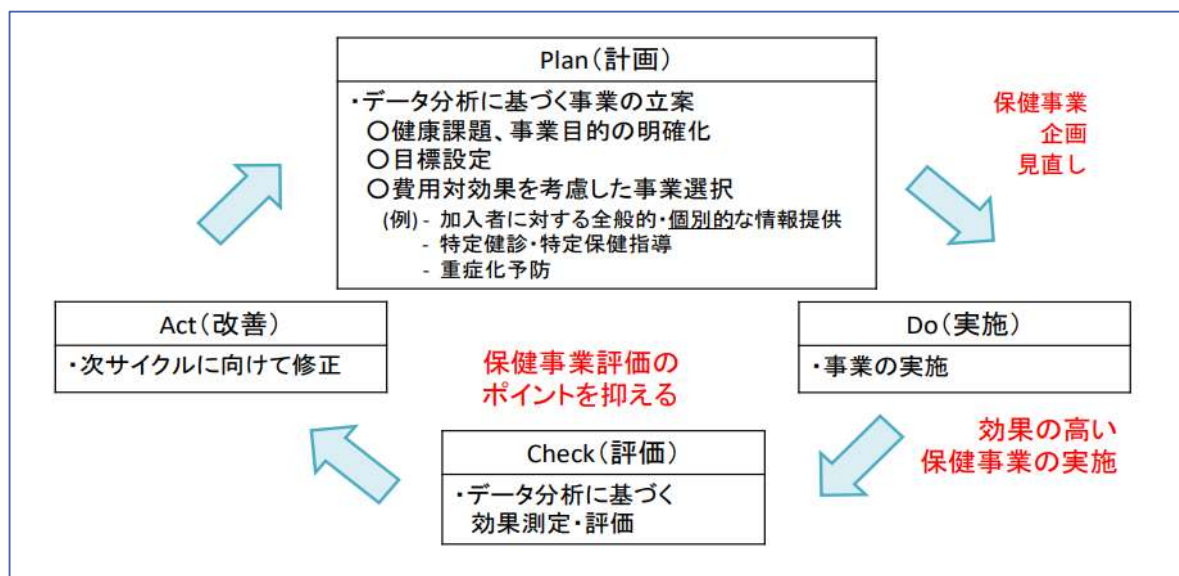 Plan(計画)
・データ分析に基づく事業の立案
〇健康課題、事業目的の明確化
〇目標設定
〇費用対効果を考慮した事業選択
(例) - 加入者に対する全般的・個別的な情報提供
- 特定健診・特定保健指導
- 重症化予防
保健事業
企画
見直し
Do(実施)
・事業の実施
効果の高い
保健事業の実施
Check(評価)
・データ分析に基づく
効果測定・評価
Act(改善)
・次サイクルに向けて修正
保健事業評価の
ポイントを抑える